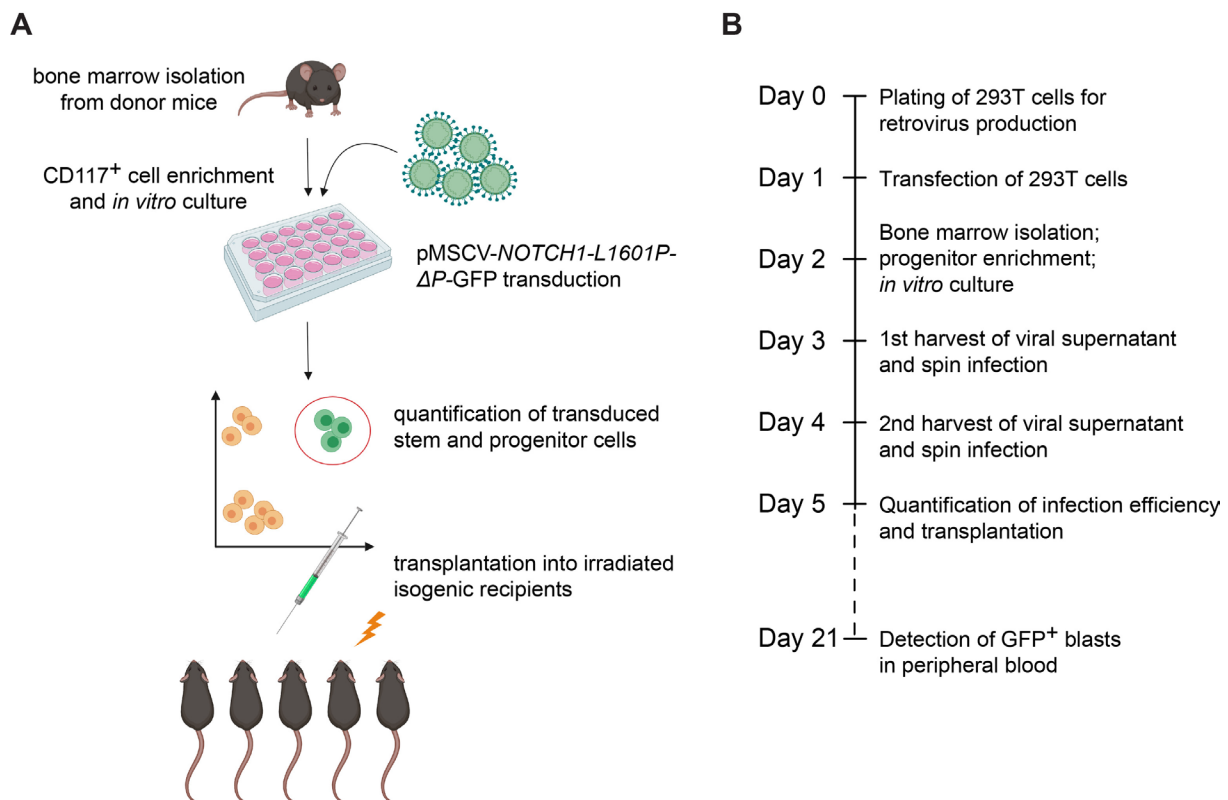 A
bone marrow isolation
from donor mice
CD117⁺ cell enrichment
and in vitro culture
pMSCV-NOTCH1-L1601P-
ΔP-GFP transduction
quantification of transduced
stem and progenitor cells
transplantation into irradiated
isogenic recipients
B
Day 0
Plating of 293T cells for
retrovirus production
Day 1
Transfection of 293T cells
Day 2
Bone marrow isolation;
progenitor enrichment;
in vitro culture
Day 3
1st harvest of viral supernatant
and spin infection
Day 4
2nd harvest of viral supernatant
and spin infection
Day 5
Quantification of infection efficiency
and transplantation
Day 21
Detection of GFP⁺ blasts
in peripheral blood